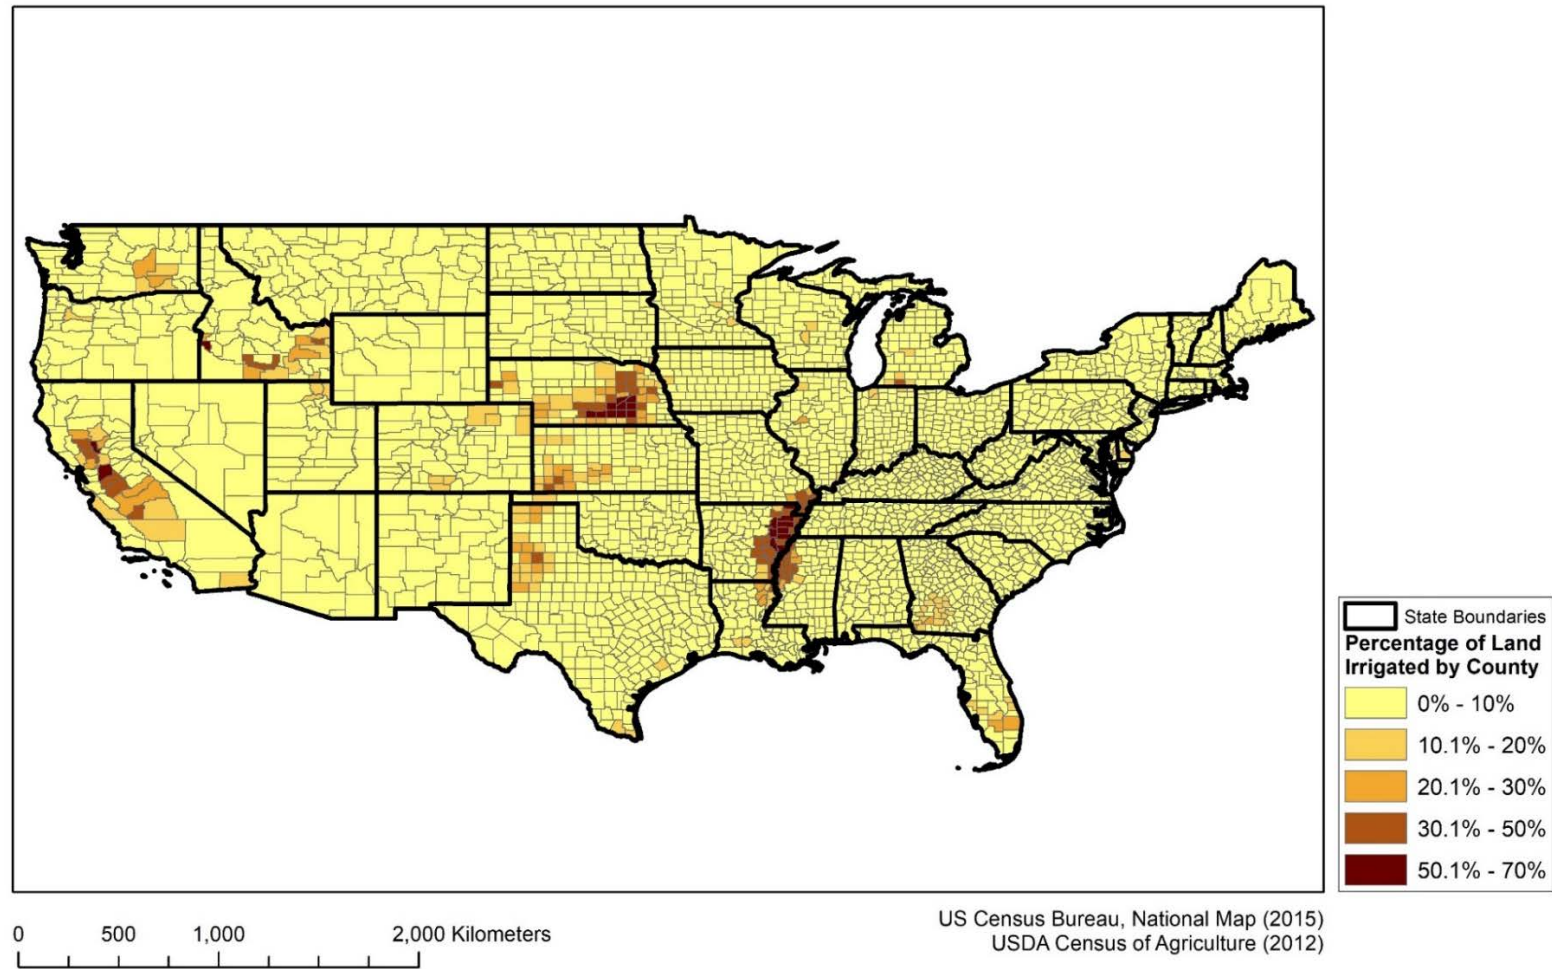 State Boundaries
Percentage of Land
Irrigated by County
0% - 10%
10.1% - 20%
20.1% - 30%
30.1% - 50%
50.1% - 70%
0 500 1,000 2,000 Kilometers
US Census Bureau, National Map (2015)
USDA Census of Agriculture (2012)